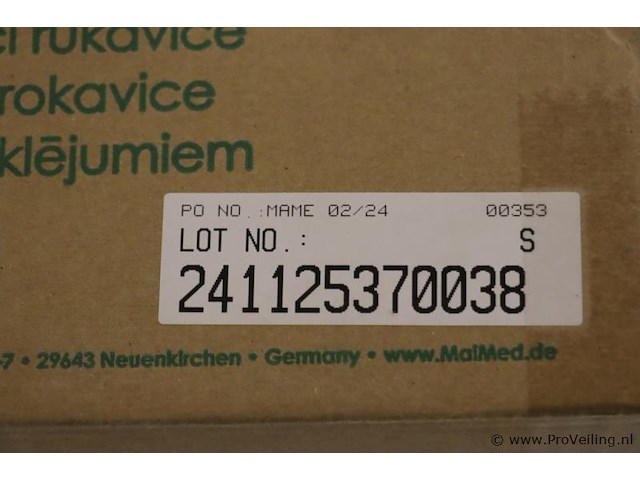 rukavice
rokavice
klējumiem
PO NO.:MAME 02/24 00353
LOT NO.: S
241125370038
-7 • 29643 Neuenkirchen • Germany • www.MaiMed.de
© www.ProVeiling.nl